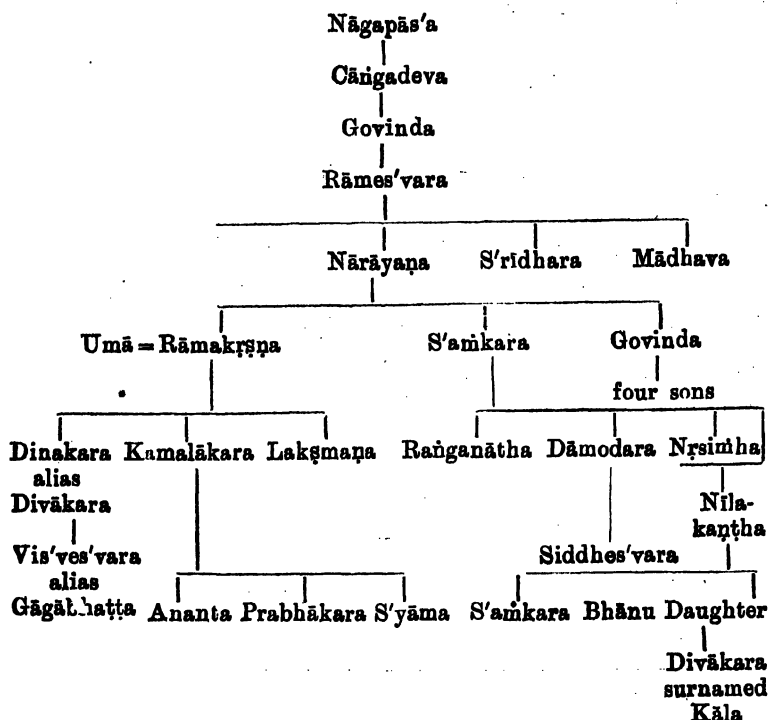 Nāgapās'a
Cāṅgadeva
Govinda
Rāmes'vara
Nārāyaṇa S'rīdhara Mādhava
Umā = Rāmakṛṣṇa S'aṁkara Govinda
four sons
Dinakara Kamalākara Lakṣmaṇa Raṅganātha Dāmodara Nṛsiṁha
alias
Divākara
Nīla-
kaṇṭha
Vis'ves'vara
alias
Gāgābhaṭṭa
Siddhes'vara
Ananta Prabhākara S'yāma S'aṁkara Bhānu Daughter
Divākara
surnamed
Kāla